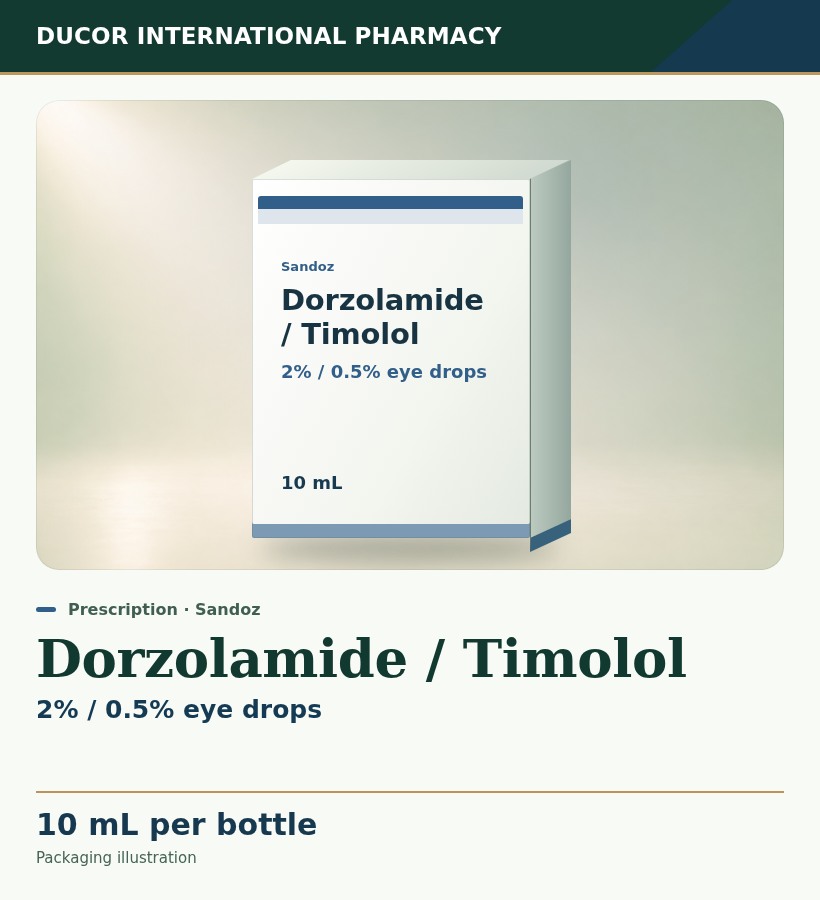 DUCOR INTERNATIONAL PHARMACY
Sandoz
Dorzolamide
/ Timolol
2% / 0.5% eye drops
10 mL
Prescription · Sandoz
Dorzolamide / Timolol
2% / 0.5% eye drops
10 mL per bottle
Packaging illustration